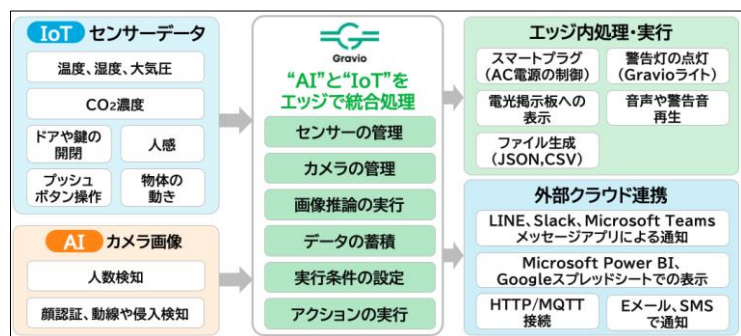 IoT センサーデータ
温度、湿度、大気圧
CO2濃度
ドアや鍵の
開閉
人感
プッシュ
ボタン操作
物体の
動き
AI カメラ画像
人数検知
顔認証、動線や侵入検知
Gravio
“AI”と“IoT”を
エッジで統合処理
センサーの管理
カメラの管理
画像推論の実行
データの蓄積
実行条件の設定
アクションの実行
エッジ内処理・実行
スマートプラグ
(AC電源の制御)
警告灯の点灯
(Gravioライト)
電光掲示板への
表示
音声や警告音
再生
ファイル生成
(JSON,CSV)
外部クラウド連携
LINE、Slack、Microsoft Teams
メッセージアプリによる通知
Microsoft Power BI、
Googleスプレッドシートでの表示
HTTP/MQTT
接続
Eメール、SMS
で通知